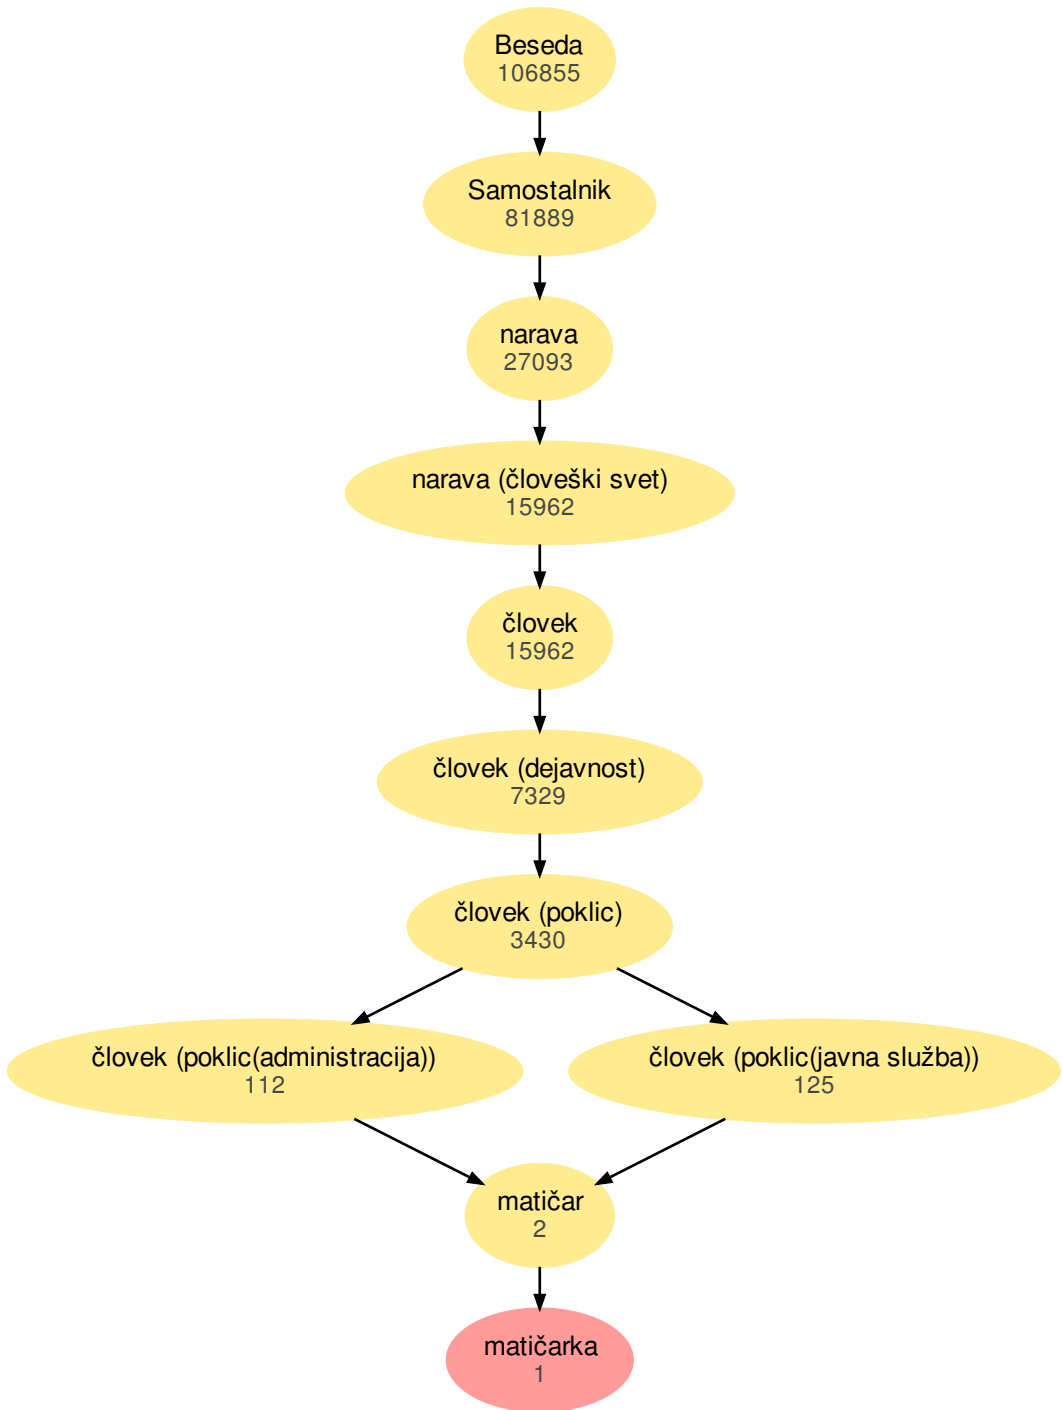 Beseda
106855
Samostalnik
81889
narava
27093
narava (človeški svet)
15962
človek
15962
človek (dejavnost)
7329
človek (poklic)
3430
človek (poklic(administracija))
112
človek (poklic(javna služba))
125
matičar
2
matičarka
1